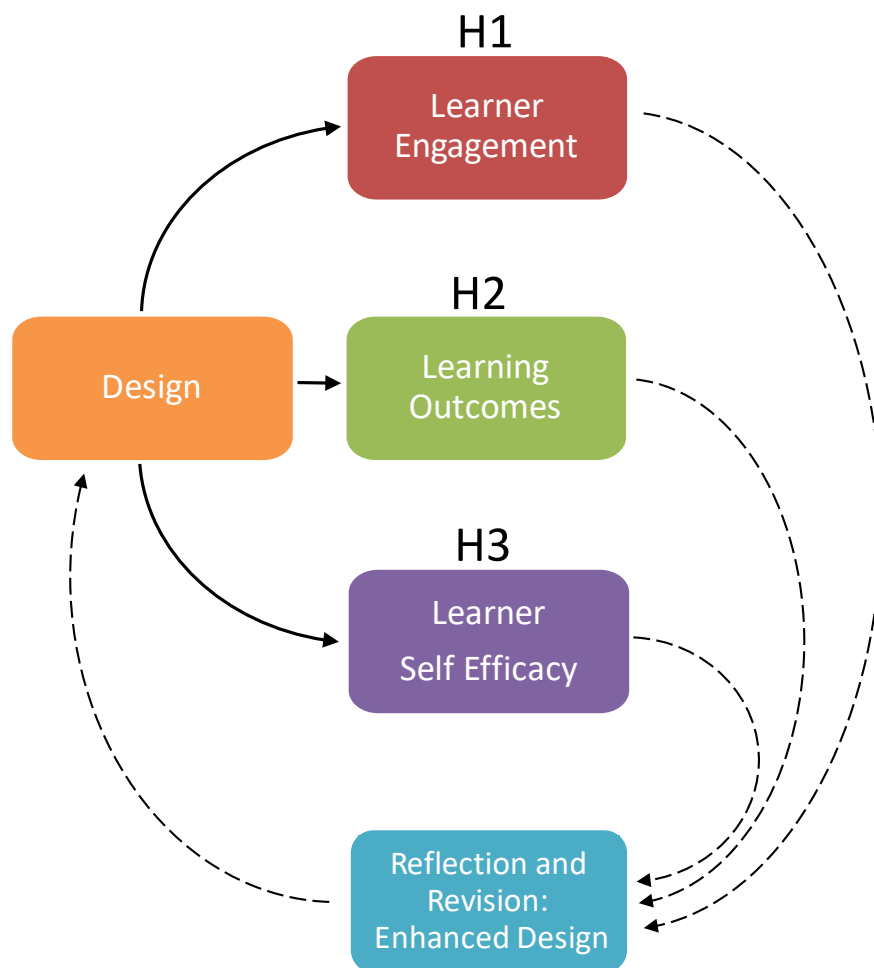 H1
Learner
Engagement
H2
Design
Learning
Outcomes
H3
Learner
Self Efficacy
Reflection and
Revision:
Enhanced Design